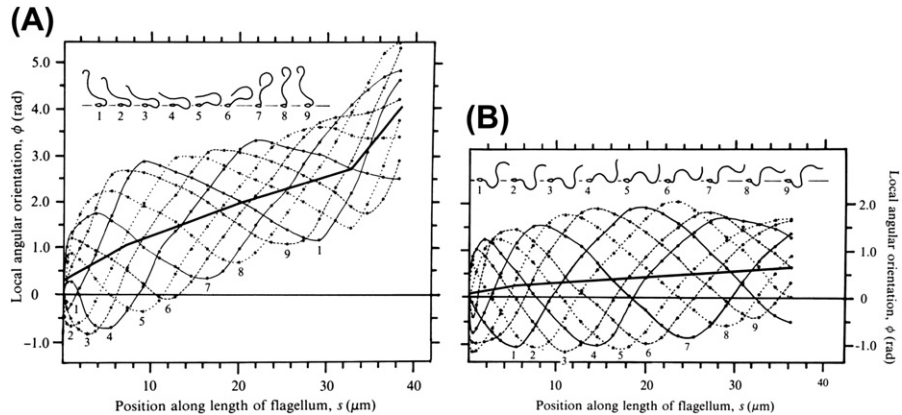 (A)
Local angular orientation, ϕ (rad)
5.0
4.0
3.0
2.0
1.0
0
-1.0
1 2 3 4 5 6 7 8 9
1
2 3 4 5 6 7 8 9 1
10 20 30 40
Position along length of flagellum, s (μm)
(B)
1 2 3 4 5 6 7 8 9
2.0
1.0
0
-1.0
Local angular orientation, ϕ (rad)
1 2 3 4 5 6 7 8 9
0 10 20 30 40
Position along length of flagellum, s (μm)